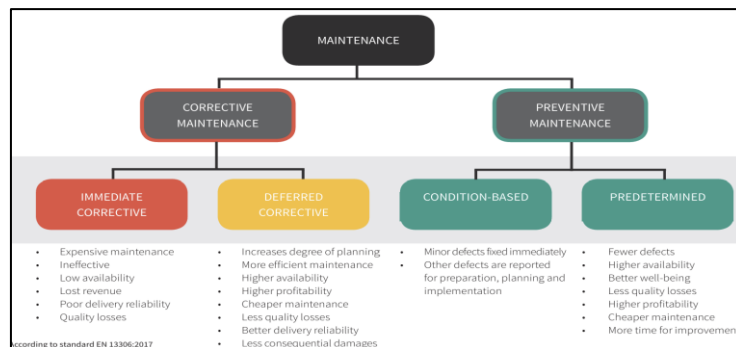 MAINTENANCE
CORRECTIVE
MAINTENANCE
PREVENTIVE
MAINTENANCE
IMMEDIATE
CORRECTIVE
DEFERRED
CORRECTIVE
CONDITION-BASED
PREDETERMINED
• Expensive maintenance
• Ineffective
• Low availability
• Lost revenue
• Poor delivery reliability
• Quality losses
• Increases degree of planning
• More efficient maintenance
• Higher availability
• Higher profitability
• Cheaper maintenance
• Less quality losses
• Better delivery reliability
• Less consequential damages
• Minor defects fixed immediately
• Other defects are reported
for preparation, planning and
implementation
• Fewer defects
• Higher availability
• Better well-being
• Less quality losses
• Higher profitability
• Cheaper maintenance
• More time for improvemen
According to standard EN 13306:2017